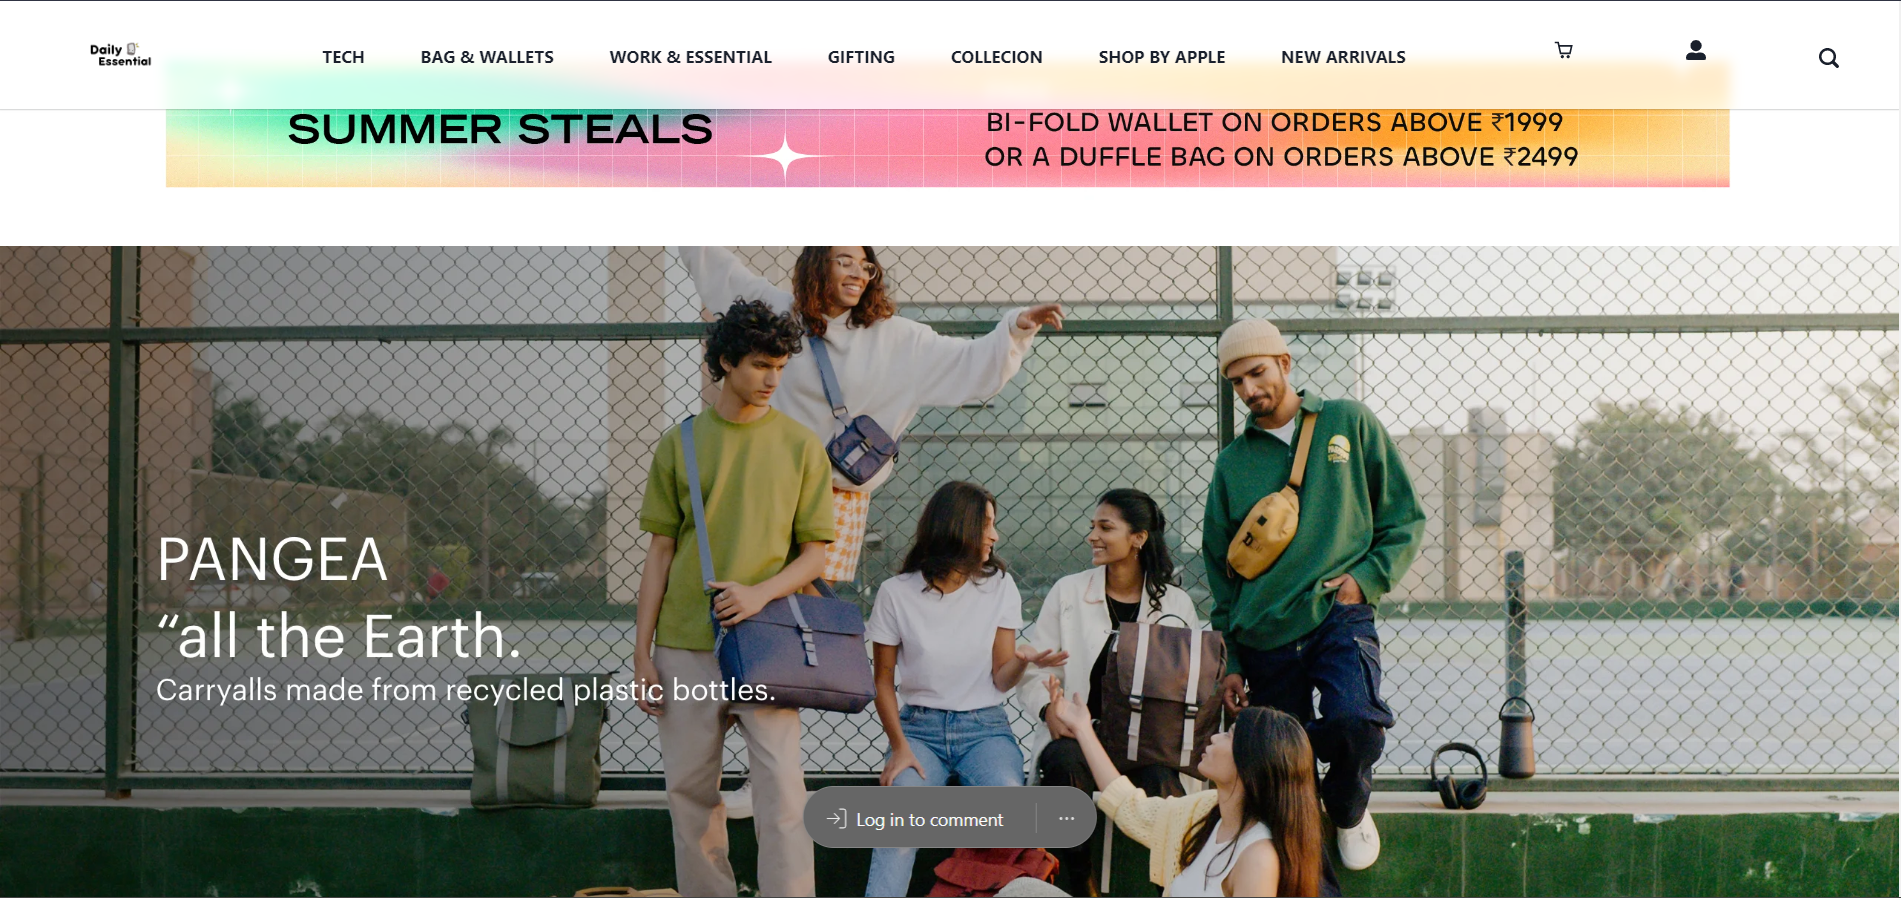 Daily
Essential
TECH
BAG & WALLETS
WORK & ESSENTIAL
GIFTING
COLLECION
SHOP BY APPLE
NEW ARRIVALS
SUMMER STEALS
BI-FOLD WALLET ON ORDERS ABOVE ₹1999
OR A DUFFLE BAG ON ORDERS ABOVE ₹2499
PANGEA
“all the Earth.
Carryalls made from recycled plastic bottles.
Log in to comment